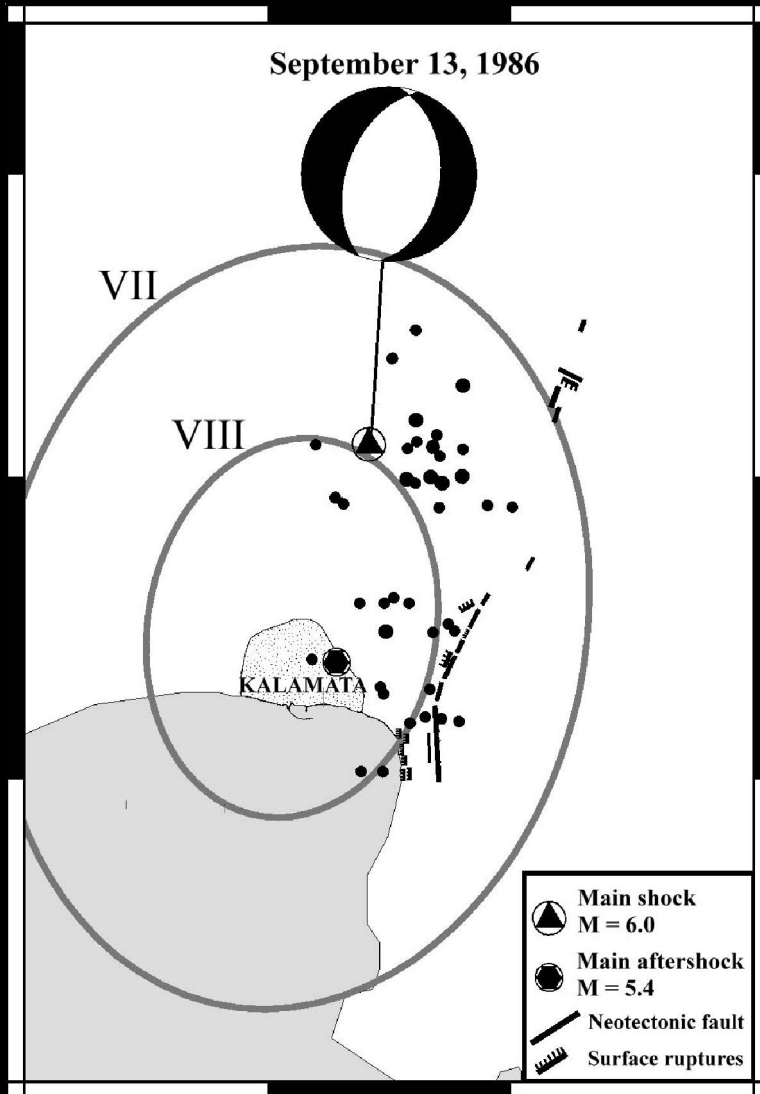 September 13, 1986
VII
VIII
KALAMATA
Main shock
M = 6.0
Main aftershock
M = 5.4
Neotectonic fault
Surface ruptures